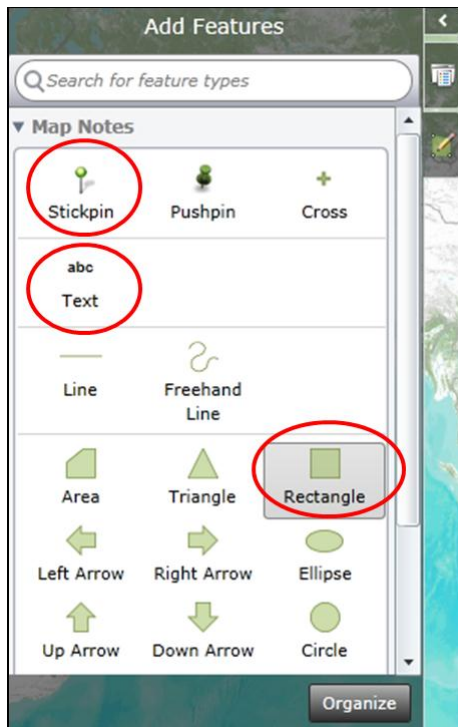 Add Features
Search for feature types
Map Notes
Stickpin Pushpin Cross
abc
Text
Line Freehand
Line
Area Triangle Rectangle
Left Arrow Right Arrow Ellipse
Up Arrow Down Arrow Circle
Organize